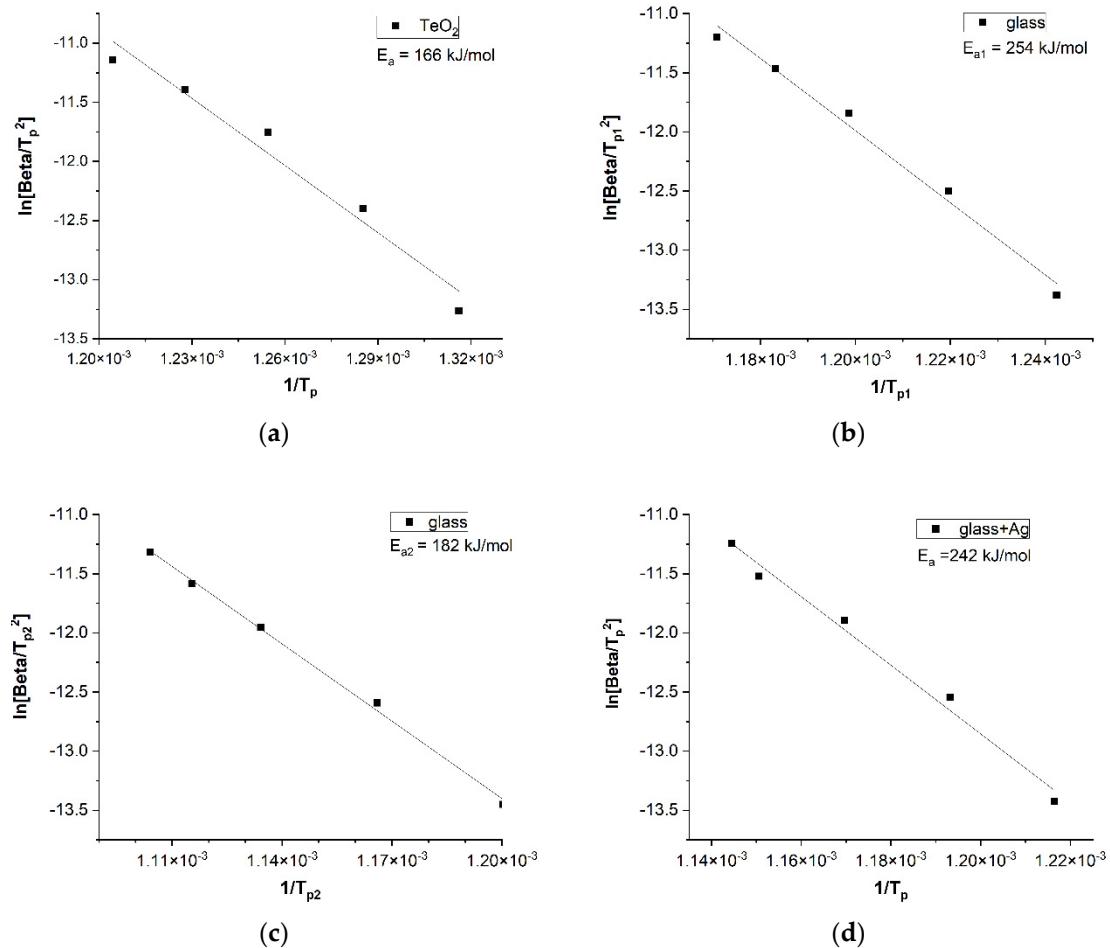 TeO₂
Eₐ = 166 kJ/mol
ln[Beta/Tₚ²]
-11.0
-11.5
-12.0
-12.5
-13.0
-13.5
1.20×10⁻³ 1.23×10⁻³ 1.26×10⁻³ 1.29×10⁻³ 1.32×10⁻³
1/Tₚ
(a)
glass
Eₐ₁ = 254 kJ/mol
ln[Beta/Tₚ₁²]
-11.0
-11.5
-12.0
-12.5
-13.0
-13.5
1.18×10⁻³ 1.20×10⁻³ 1.22×10⁻³ 1.24×10⁻³
1/Tₚ₁
(b)
glass
Eₐ₂ = 182 kJ/mol
ln[Beta/Tₚ₂²]
-11.0
-11.5
-12.0
-12.5
-13.0
-13.5
1.11×10⁻³ 1.14×10⁻³ 1.17×10⁻³ 1.20×10⁻³
1/Tₚ₂
(c)
glass+Ag
Eₐ =242 kJ/mol
ln[Beta/Tₚ²]
-11.0
-11.5
-12.0
-12.5
-13.0
-13.5
1.14×10⁻³ 1.16×10⁻³ 1.18×10⁻³ 1.20×10⁻³ 1.22×10⁻³
1/Tₚ
(d)